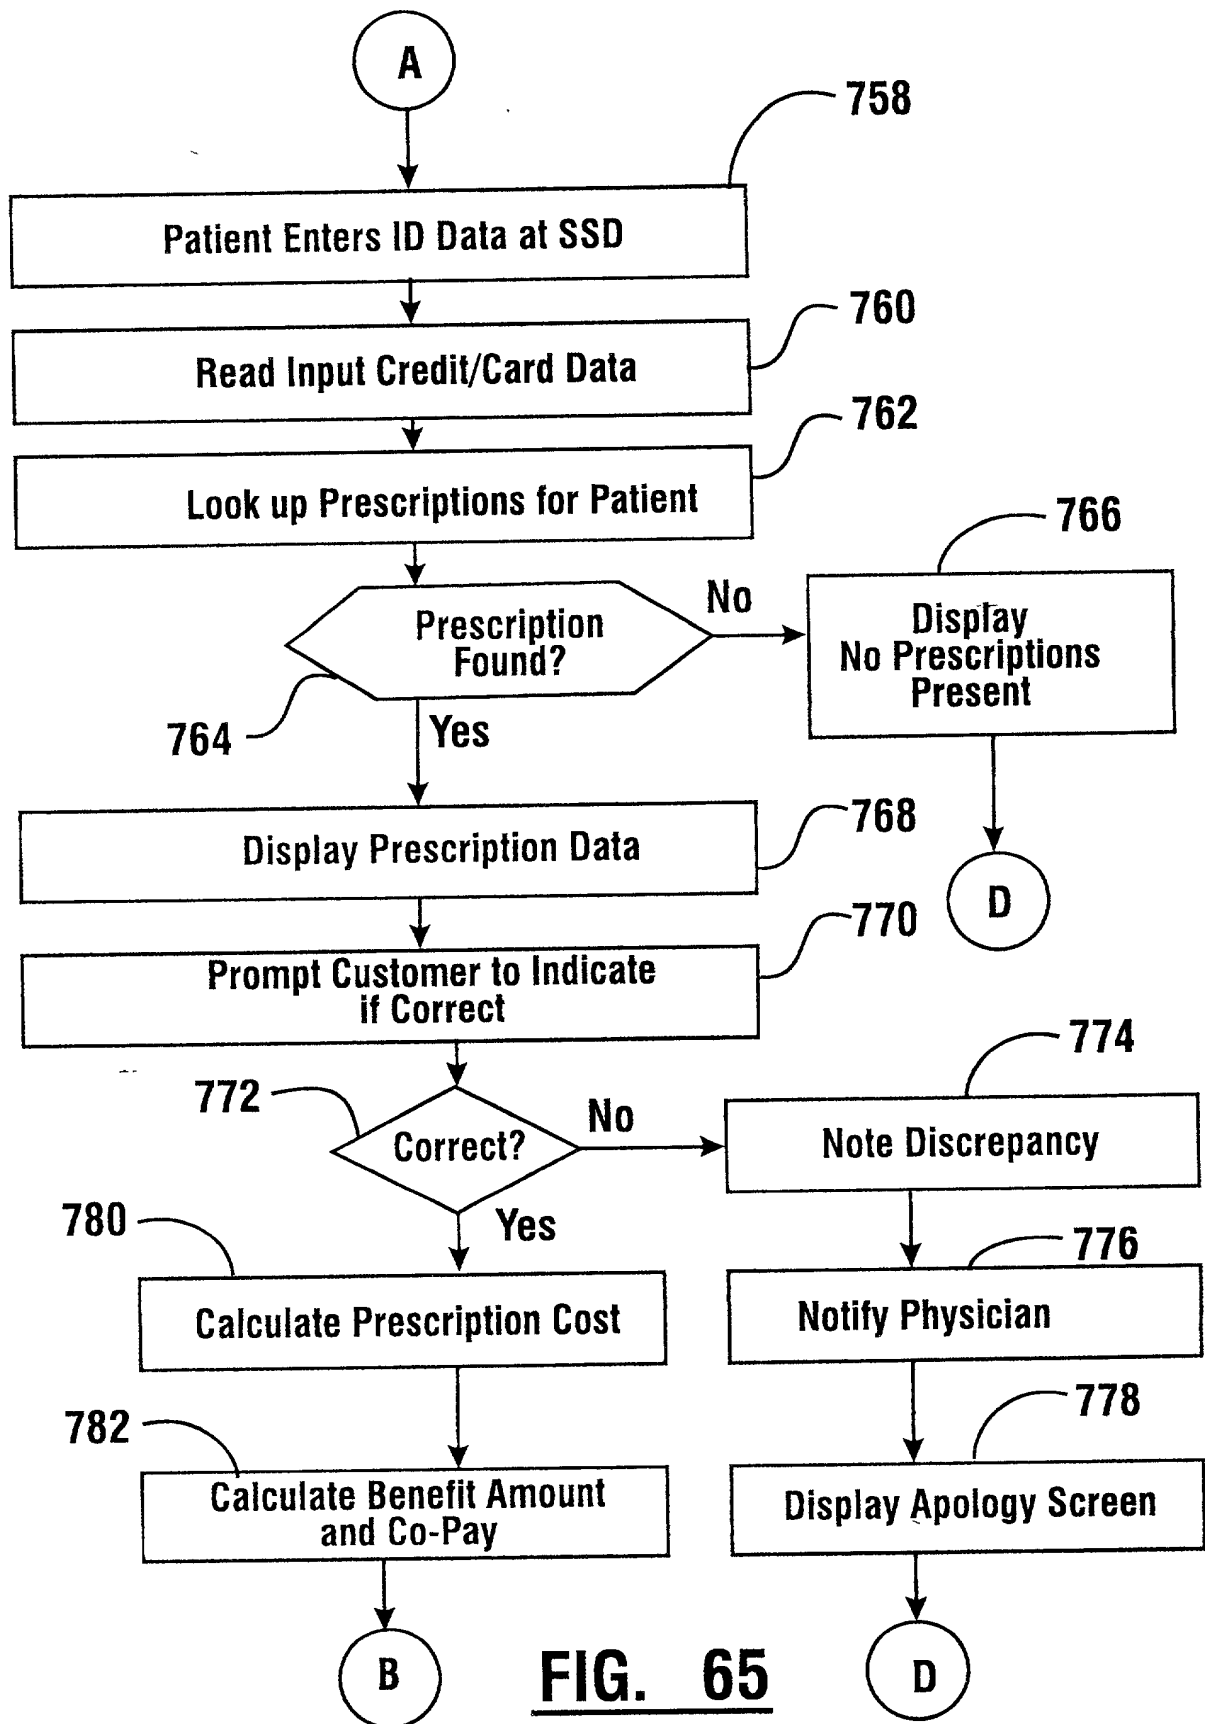 A
758
Patient Enters ID Data at SSD
760
Read Input Credit/Card Data
762
Look up Prescriptions for Patient
766
Prescription
Found?
No
Display
No Prescriptions
Present
764
Yes
768
Display Prescription Data
D
770
Prompt Customer to Indicate
if Correct
774
772
Correct?
No
Note Discrepancy
780
Yes
776
Calculate Prescription Cost
Notify Physician
778
782
Calculate Benefit Amount
and Co-Pay
Display Apology Screen
B
FIG. 65
D